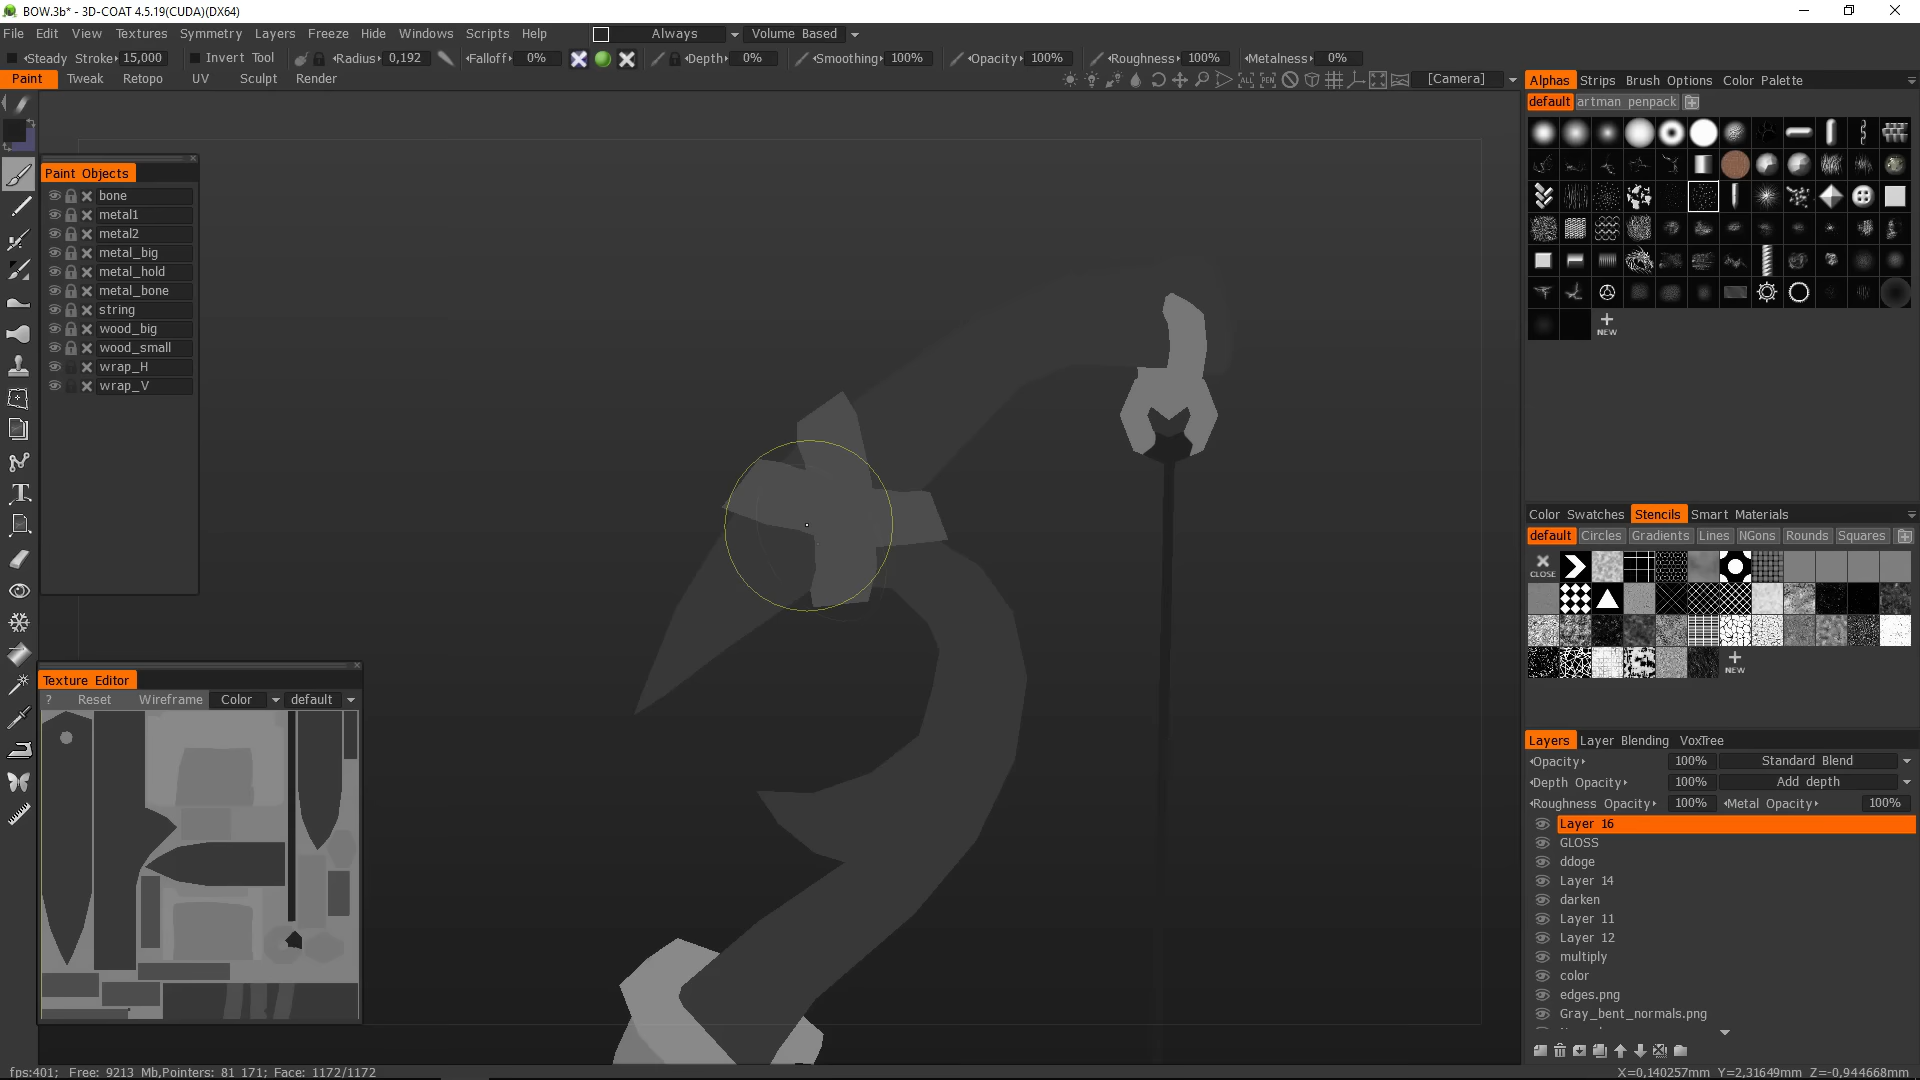 BOW.3b* - 3D-COAT 4.5.19(CUDA)(DX64)
File Edit View Textures Symmetry Layers Freeze Hide Windows Scripts Help Always Volume Based
Steady Stroke 15,000 Invert Tool Radius 0,192 Falloff 0% Depth 0% Smoothing 100% Opacity 100% Roughness 100% Metalness 0%
Paint Tweak Retopo UV Sculpt Render [Camera]
Alphas Strips Brush Options Color Palette
default artman penpack
NEW
Paint Objects
bone
metal1
metal2
metal_big
metal_hold
metal_bone
string
wood_big
wood_small
wrap_H
wrap_V
Color Swatches Stencils Smart Materials
default Circles Gradients Lines NGons Rounds Squares
CLOSE
NEW
Texture Editor
? Reset Wireframe Color default
Layers Layer Blending VoxTree
Opacity 100% Standard Blend
Depth Opacity 100% Add depth
Roughness Opacity 100% Metal Opacity 100%
Layer 16
GLOSS
ddoge
Layer 14
darken
Layer 11
Layer 12
multiply
color
edges.png
Gray_bent_normals.png
fps:401; Free: 9213 Mb,Pointers: 81 171; Face: 1172/1172
X=0,140257mm Y=2,31649mm Z=-0,944668mm